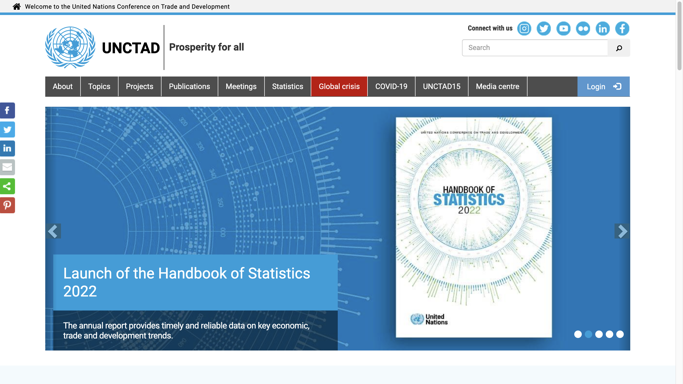 Welcome to the United Nations Conference on Trade and Development
Connect with us
UNCTAD
Prosperity for all
Search
About
Topics
Projects
Publications
Meetings
Statistics
Global crisis
COVID-19
UNCTAD15
Media centre
Login
UNITED NATIONS CONFERENCE ON TRADE AND DEVELOPMENT
HANDBOOK OF
STATISTICS
2022
United
Nations
Launch of the Handbook of Statistics
2022
The annual report provides timely and reliable data on key economic,
trade and development trends.